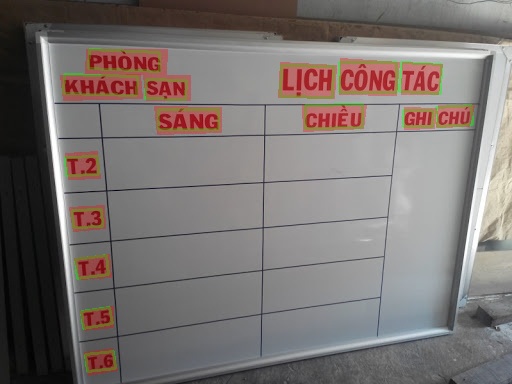 PHÒNG
KHÁCH SẠN
LỊCH CÔNG TÁC
SÁNG CHIỀU GHI CHÚ
T.2
T.3
T.4
T.5
T.6